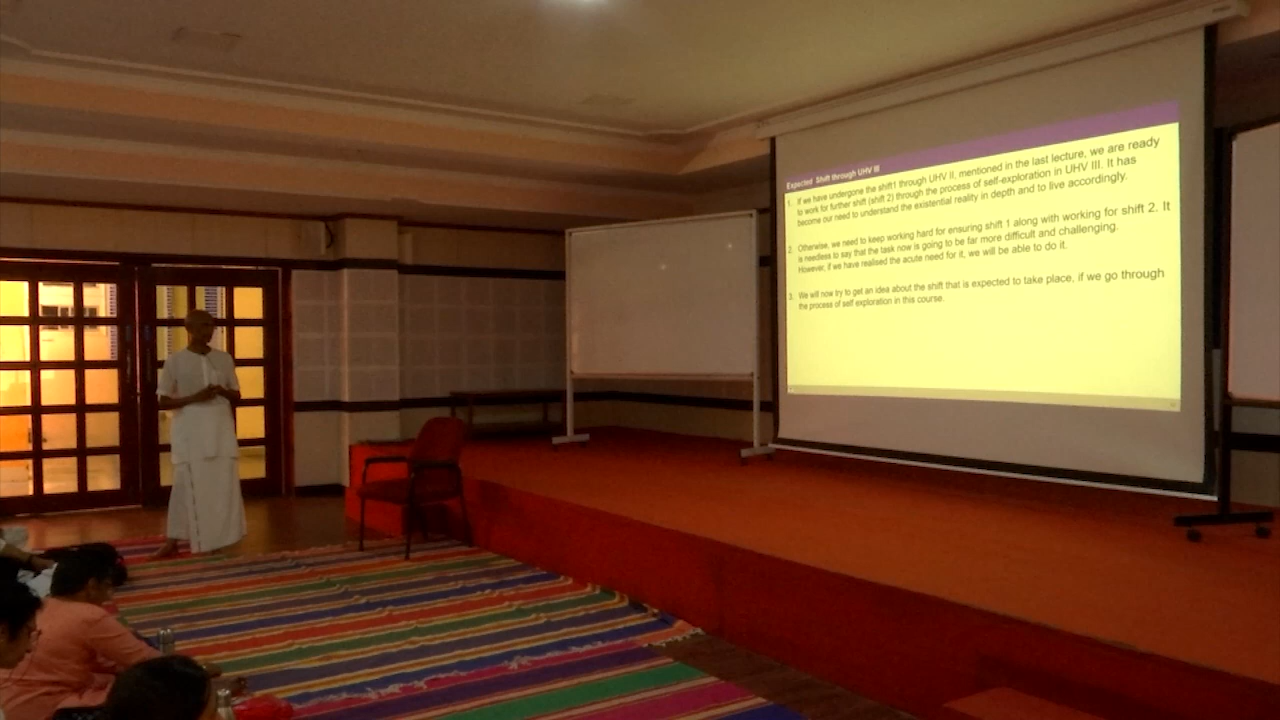 Expected Shift through UHV III
1. If we have undergone the shift1 through UHV II, mentioned in the last lecture, we are ready
to work for further shift (shift 2) through the process of self-exploration in UHV III. It has
become our need to understand the existential reality in depth and to live accordingly.
2. Otherwise, we need to keep working hard for ensuring shift 1 along with working for shift 2. It
is needless to say that the task now is going to be far more difficult and challenging.
However, if we have realised the acute need for it, we will be able to do it.
3. We will now try to get an idea about the shift that is expected to take place, if we go through
the process of self exploration in this course.